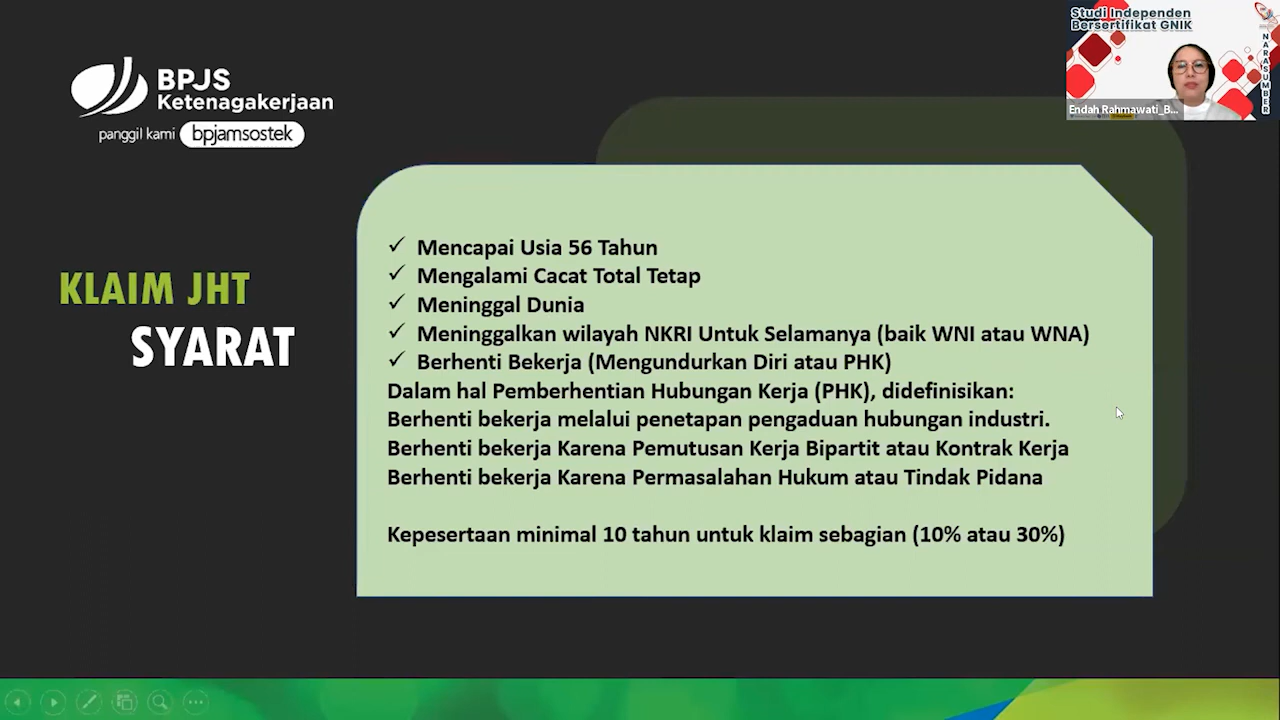 BPJS
Ketenagakerjaan
panggil kami bpjamsostek
Studi Independen
Bersertifikat GNIK
NARASUMBER
Endah Rahmawati_B...
KLAIM JHT
SYARAT
✓ Mencapai Usia 56 Tahun
✓ Mengalami Cacat Total Tetap
✓ Meninggal Dunia
✓ Meninggalkan wilayah NKRI Untuk Selamanya (baik WNI atau WNA)
✓ Berhenti Bekerja (Mengundurkan Diri atau PHK)
Dalam hal Pemberhentian Hubungan Kerja (PHK), didefinisikan:
Berhenti bekerja melalui penetapan pengaduan hubungan industri.
Berhenti bekerja Karena Pemutusan Kerja Bipartit atau Kontrak Kerja
Berhenti bekerja Karena Permasalahan Hukum atau Tindak Pidana
Kepesertaan minimal 10 tahun untuk klaim sebagian (10% atau 30%)